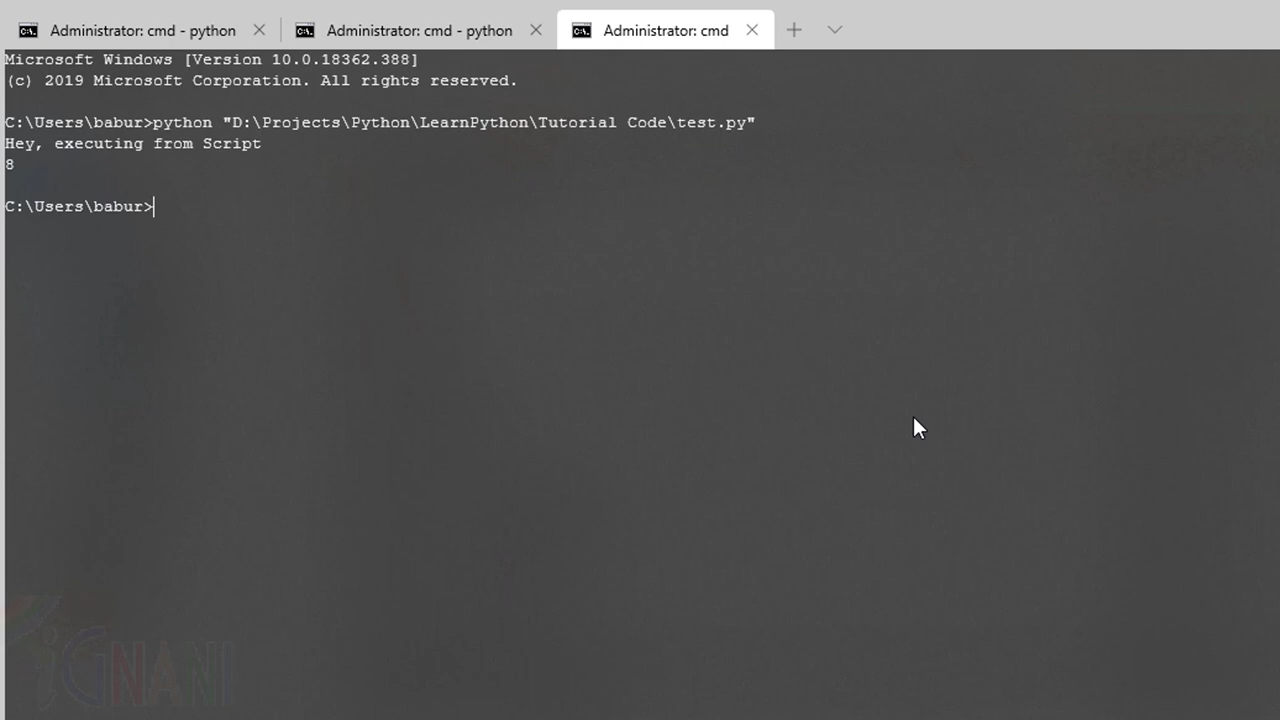 Administrator: cmd - python
Administrator: cmd - python
Administrator: cmd
Microsoft Windows [Version 10.0.18362.388]
(c) 2019 Microsoft Corporation. All rights reserved.
C:\Users\babur>python "D:\Projects\Python\LearnPython\Tutorial Code\test.py"
Hey, executing from Script
8
C:\Users\babur>
iGNANI